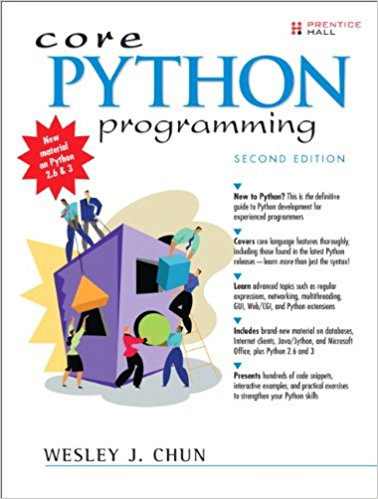 PRENTICE
HALL
core
PYTHON
programming
SECOND EDITION
New
material
on Python
2.6 & 3
New to Python? This is the definitive
guide to Python development for
experienced programmers
Covers core language features thoroughly,
including those found in the latest Python
releases—learn more than just the syntax!
Learn advanced topics such as regular
expressions, networking, multithreading,
GUI, Web/CGI, and Python extensions
Includes brand-new material on databases,
Internet clients, Java/Jython, and Microsoft
Office, plus Python 2.6 and 3
Presents hundreds of code snippets,
interactive examples, and practical exercises
to strengthen your Python skills
WESLEY J. CHUN